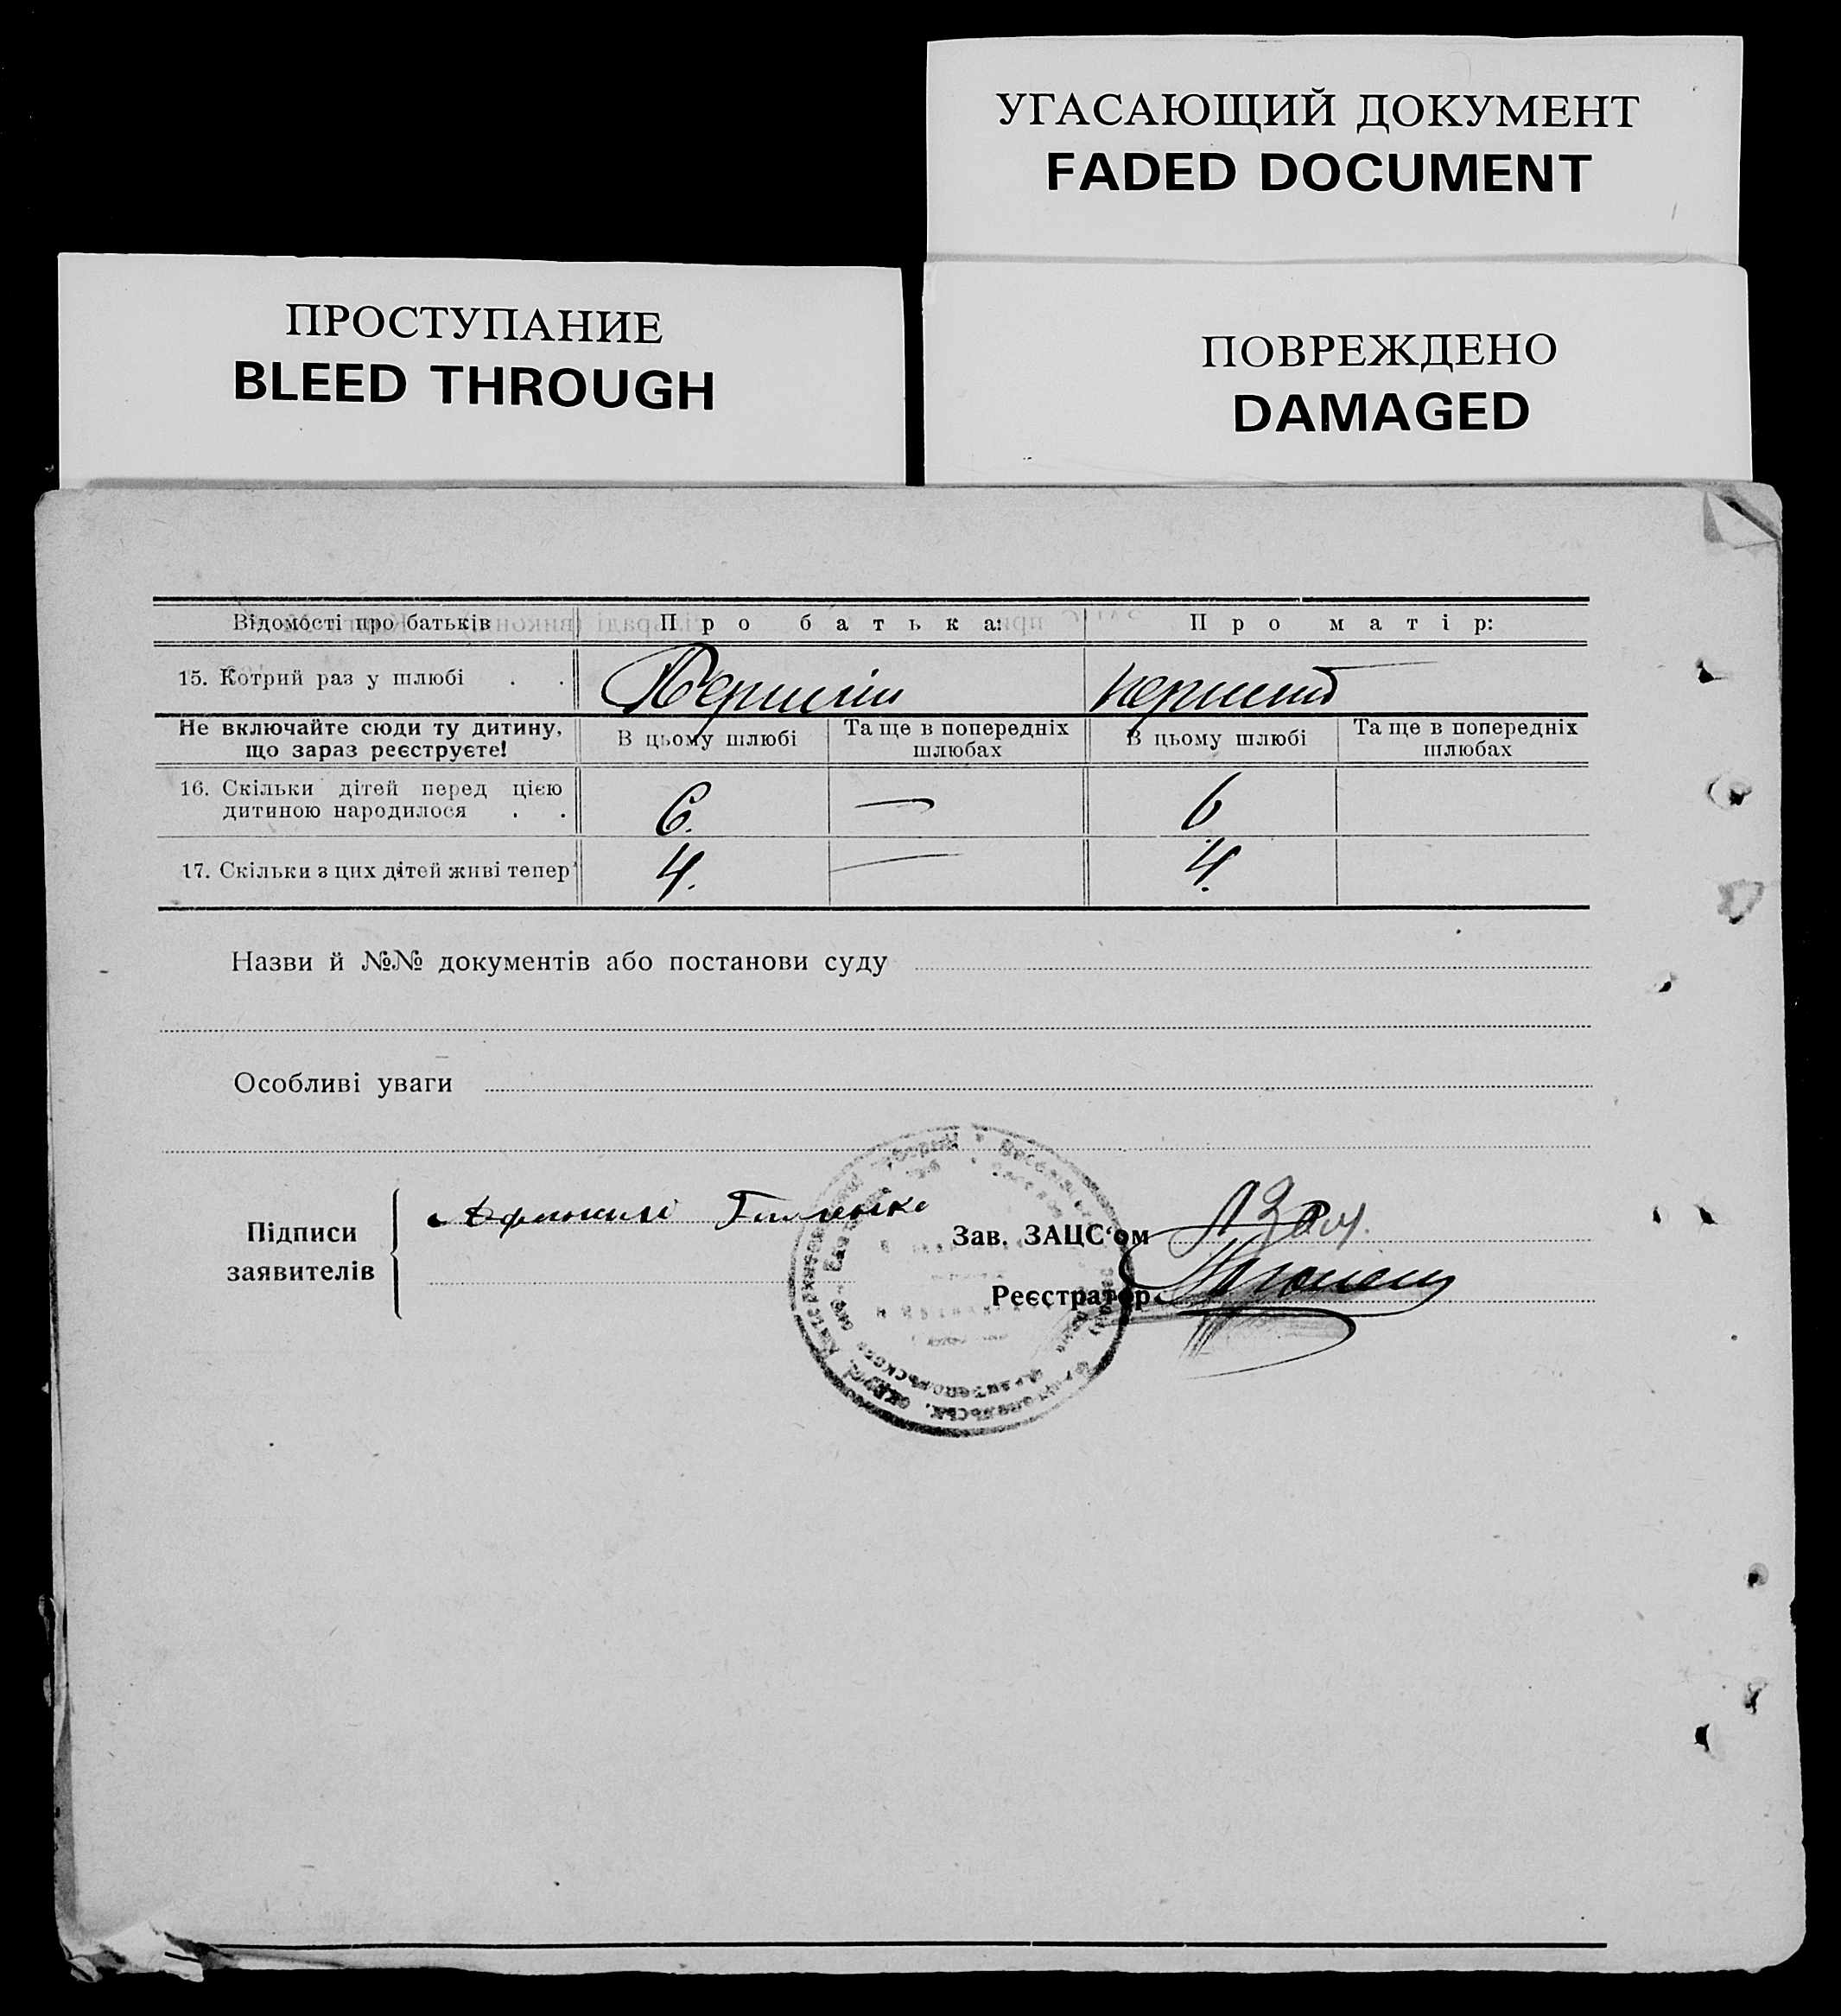 УГАСАЮЩИЙ ДОКУМЕНТ
FADED DOCUMENT
ПРОСТУПАНИЕ
BLEED THROUGH
ПОВРЕЖДЕНО
DAMAGED
Відомості про батьків Про батька: Про матір:
15. Котрий раз у шлюбі . . Першій перший
Не включайте сюди ту дитину, що зараз реєструєте! В цьому шлюбі Та ще в попередніх шлюбах В цьому шлюбі Та ще в попередніх шлюбах
16. Скільки дітей перед цією дитиною народилося . . 6. — 6
17. Скільки з цих дітей живі тепер 4. — 4.
Назви й №№ документів або постанови суду
Особливі уваги
Підписи
заявителів
Зав. ЗАЦС'ом
Реєстратор